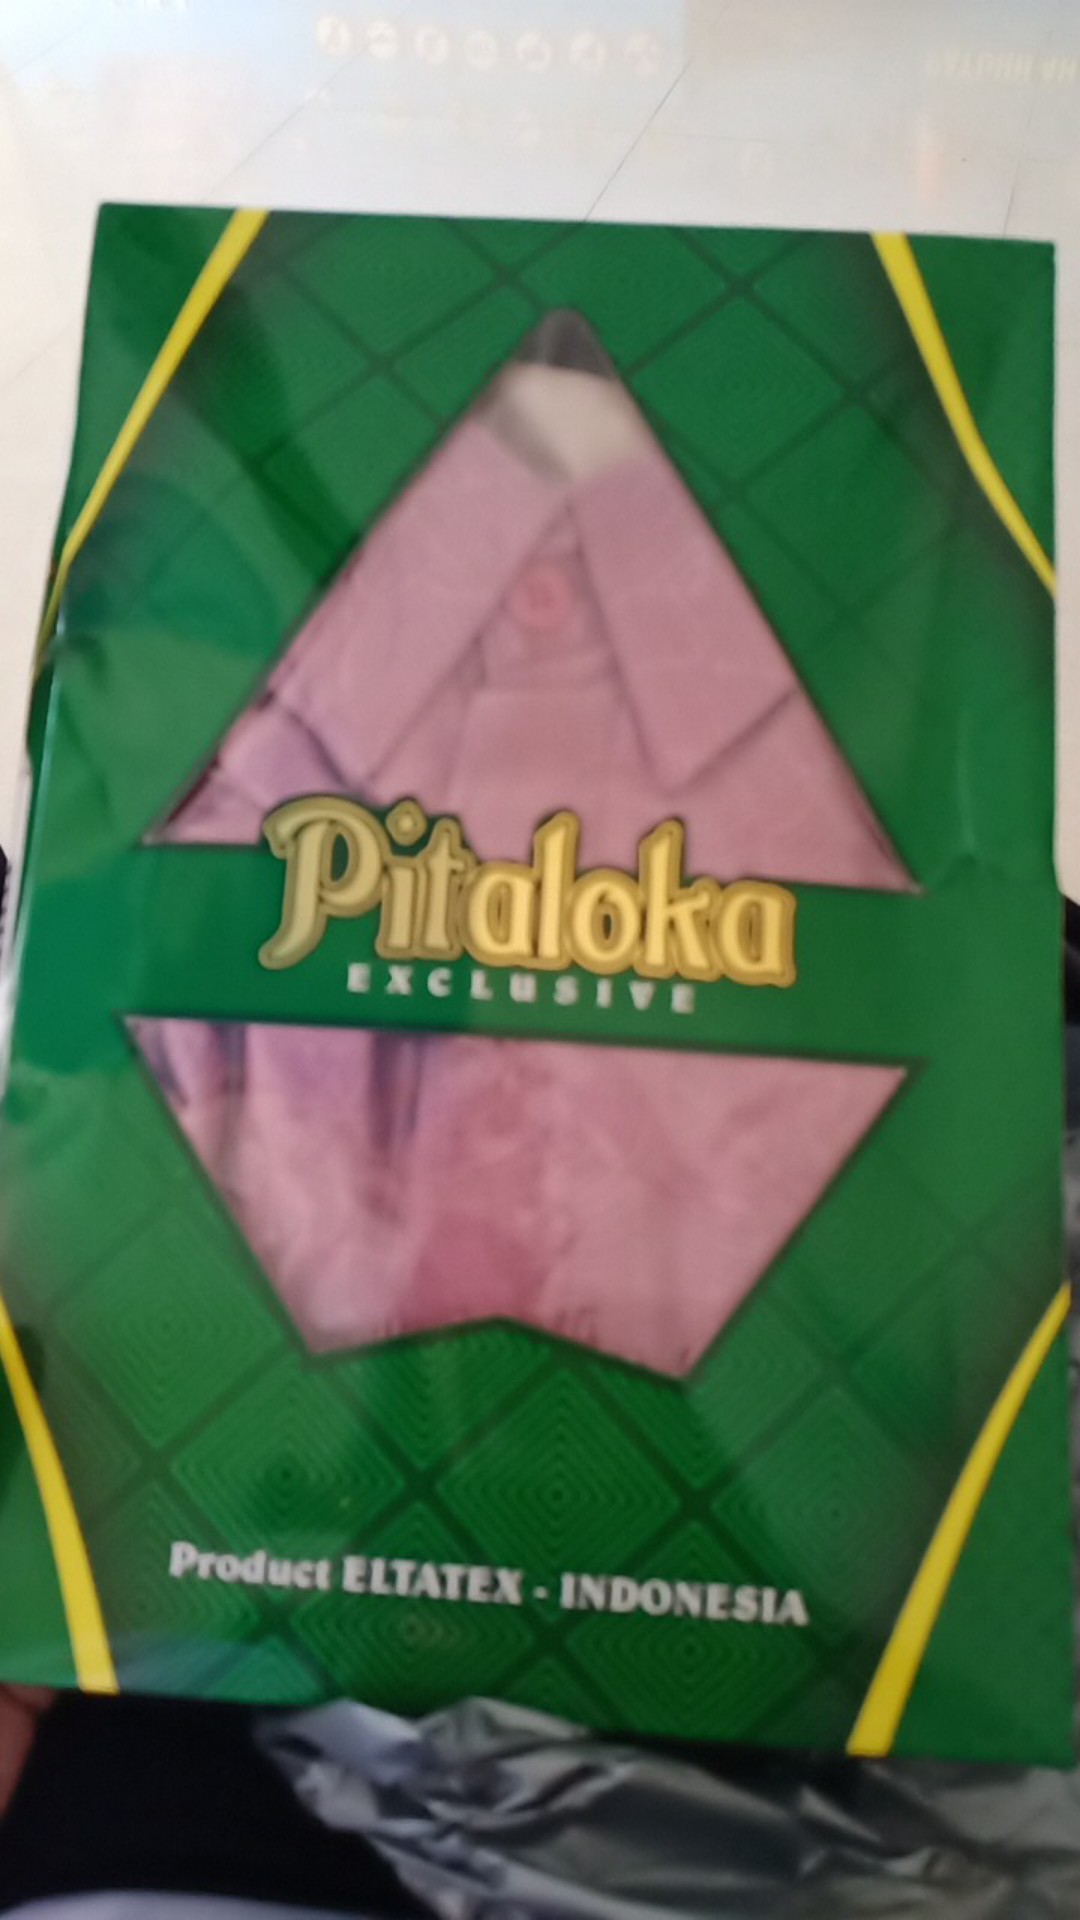 Pitaloka
EXCLUSIVE
Product ELTATEX - INDONESIA